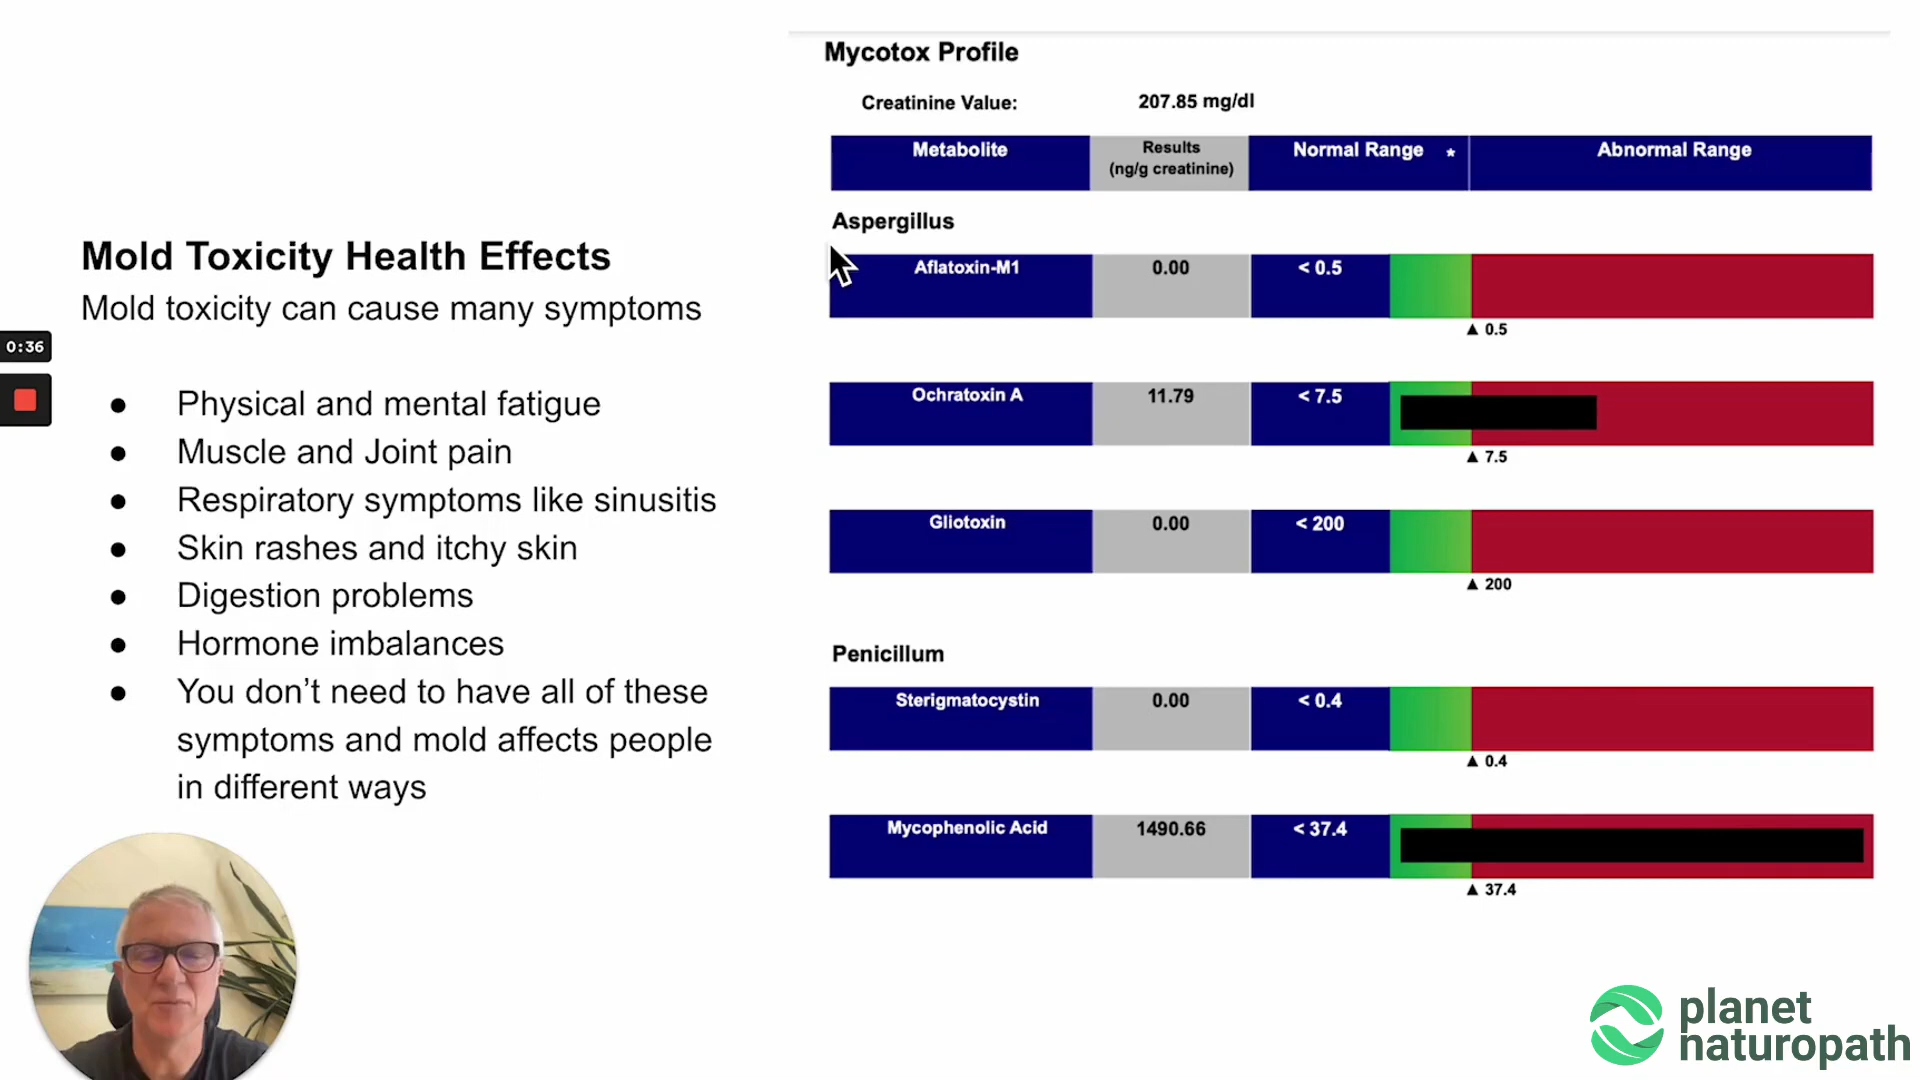 Mycotox Profile
Creatinine Value: 207.85 mg/dl
Metabolite Results (ng/g creatinine) Normal Range * Abnormal Range
Aspergillus
Aflatoxin-M1 0.00 < 0.5
▲ 0.5
Ochratoxin A 11.79 < 7.5
▲ 7.5
Gliotoxin 0.00 < 200
▲ 200
Penicillum
Sterigmatocystin 0.00 < 0.4
▲ 0.4
Mycophenolic Acid 1490.66 < 37.4
▲ 37.4
Mold Toxicity Health Effects
Mold toxicity can cause many symptoms
● Physical and mental fatigue
● Muscle and Joint pain
● Respiratory symptoms like sinusitis
● Skin rashes and itchy skin
● Digestion problems
● Hormone imbalances
● You don’t need to have all of these
symptoms and mold affects people
in different ways
0:36
planet
naturopath